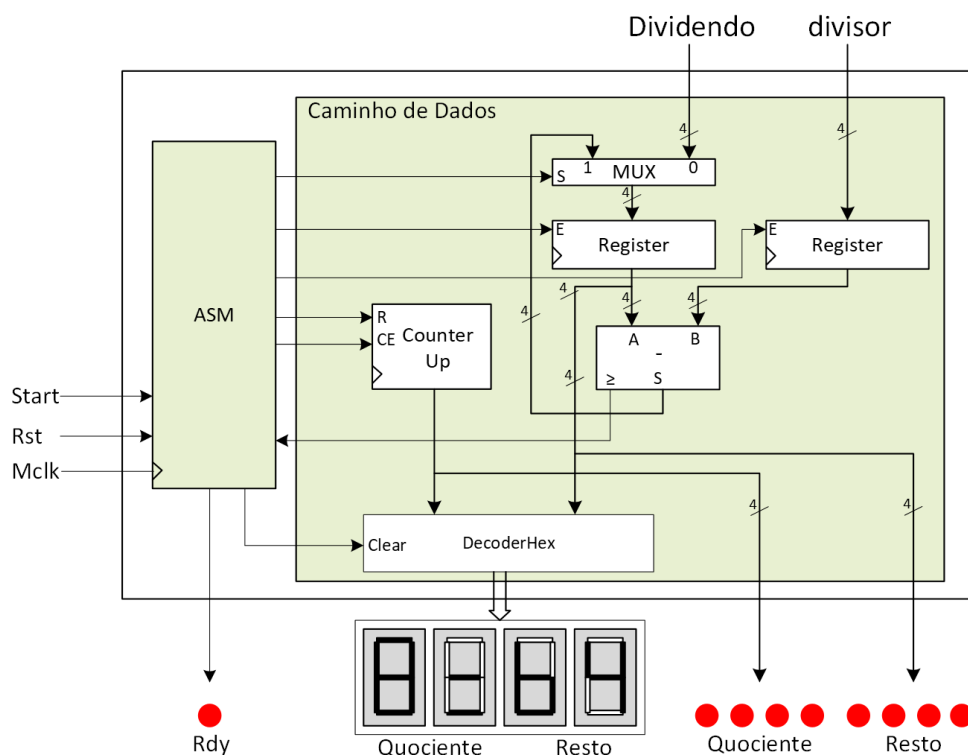 Dividendo divisor
Caminho de Dados
4 4
1 MUX 0
S
4
E Register
E Register
ASM
4 4 4 4
R
CE Counter Up
A B
-
≥ S
4
Start
Rst
Mclk
4 4
Clear DecoderHex
Rdy
Quociente Resto
Quociente Resto